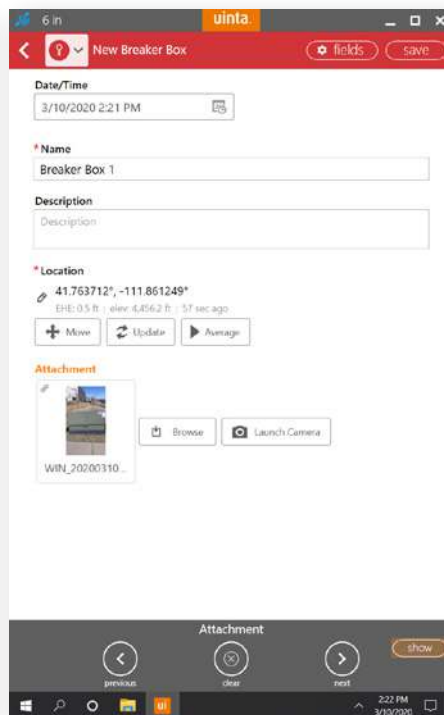 6 in
uinta.
New Breaker Box
fields
save
Date/Time
3/10/2020 2:21 PM
* Name
Breaker Box 1
Description
Description
* Location
41.763712°, -111.861249°
EHE: 0.5 ft | elev: 4,456.2 ft | 57 sec ago
Move
Update
Average
Attachment
Browse
Launch Camera
WIN_20200310...
Attachment
show
previous
clear
next
ui
2:22 PM
3/10/2020